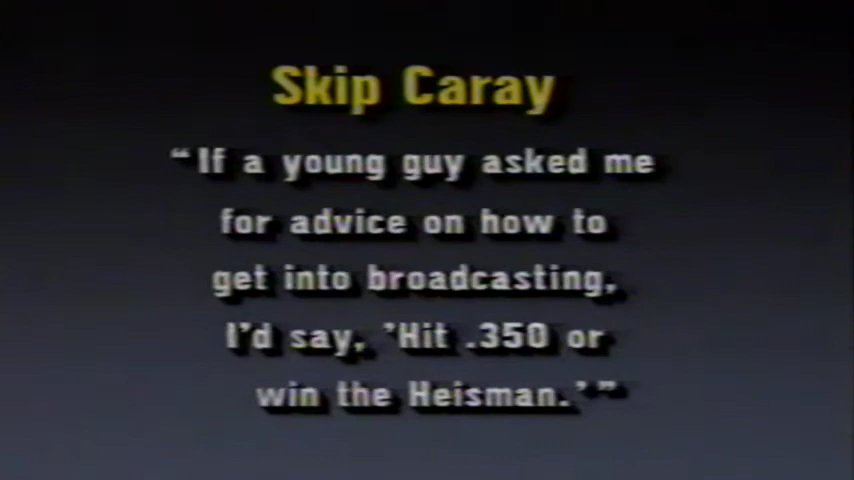 Skip Caray
“If a young guy asked me
for advice on how to
get into broadcasting,
I’d say, ’Hit .350 or
win the Heisman.’”